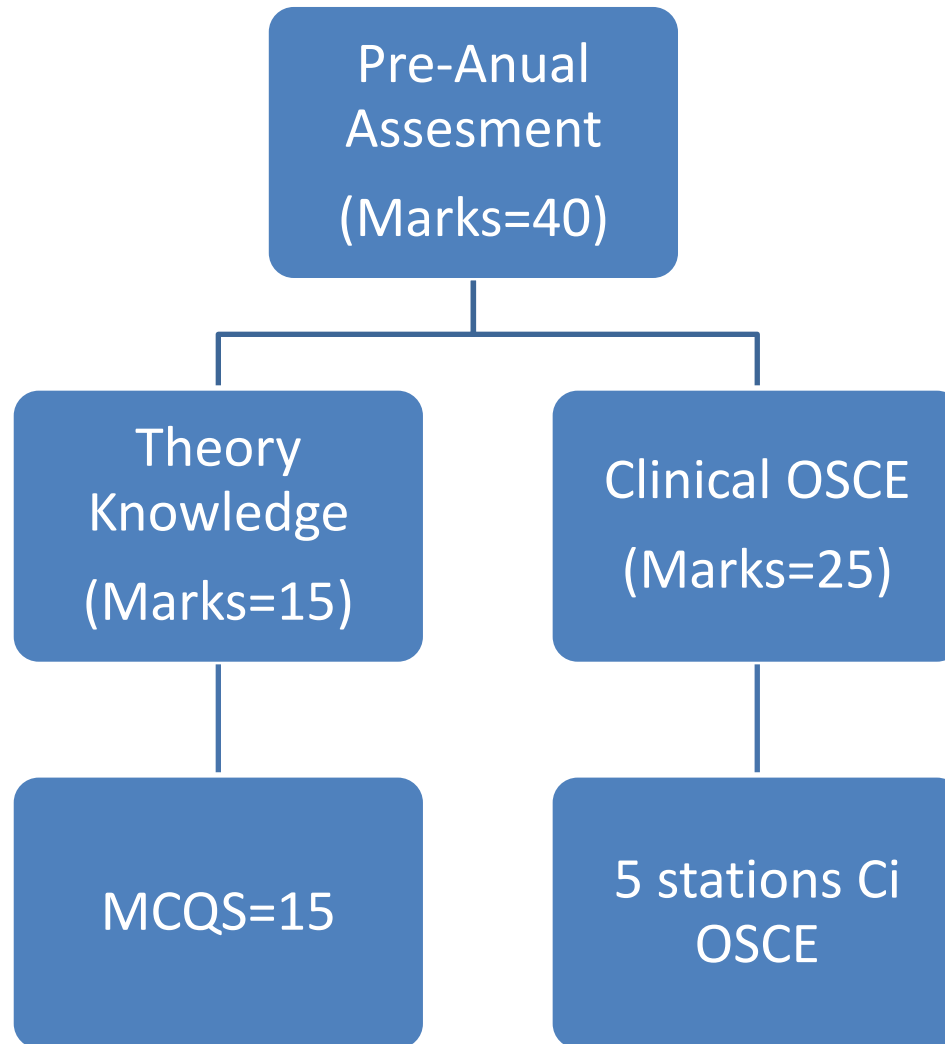 Pre-Anual
Assesment
(Marks=40)
Theory
Knowledge
(Marks=15)
Clinical OSCE
(Marks=25)
MCQS=15
5 stations Ci
OSCE